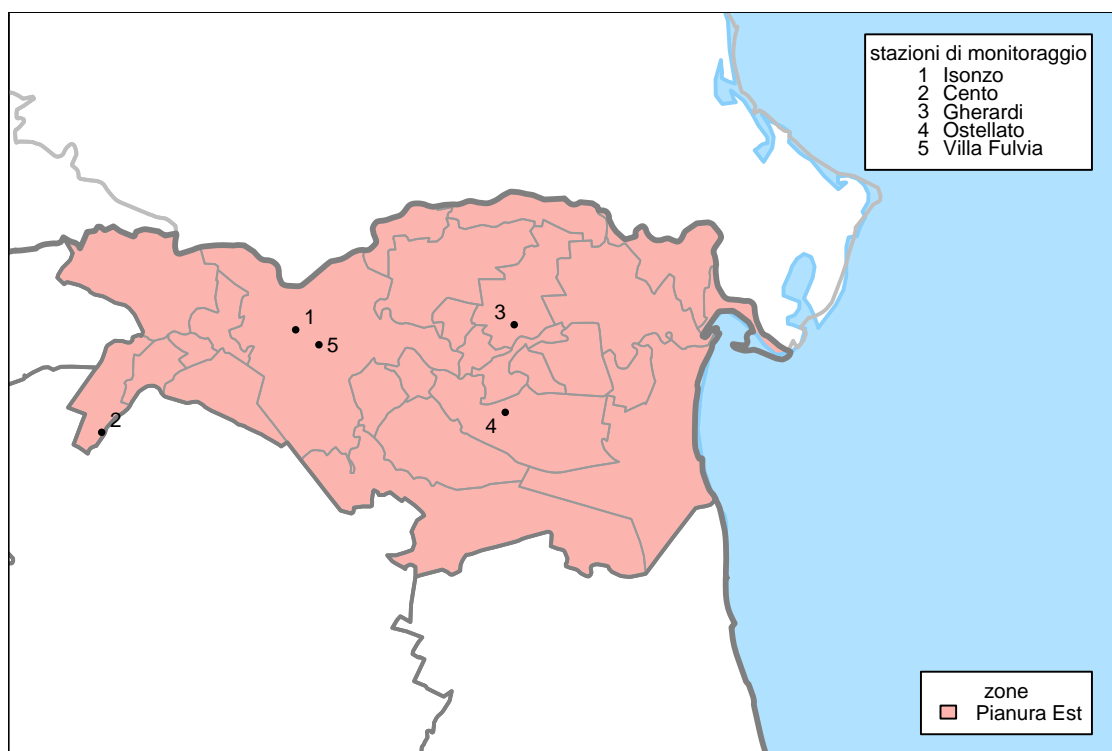 stazioni di monitoraggio
1 Isonzo
2 Cento
3 Gherardi
4 Ostellato
5 Villa Fulvia
3
1
5
2
4
zone
Pianura Est